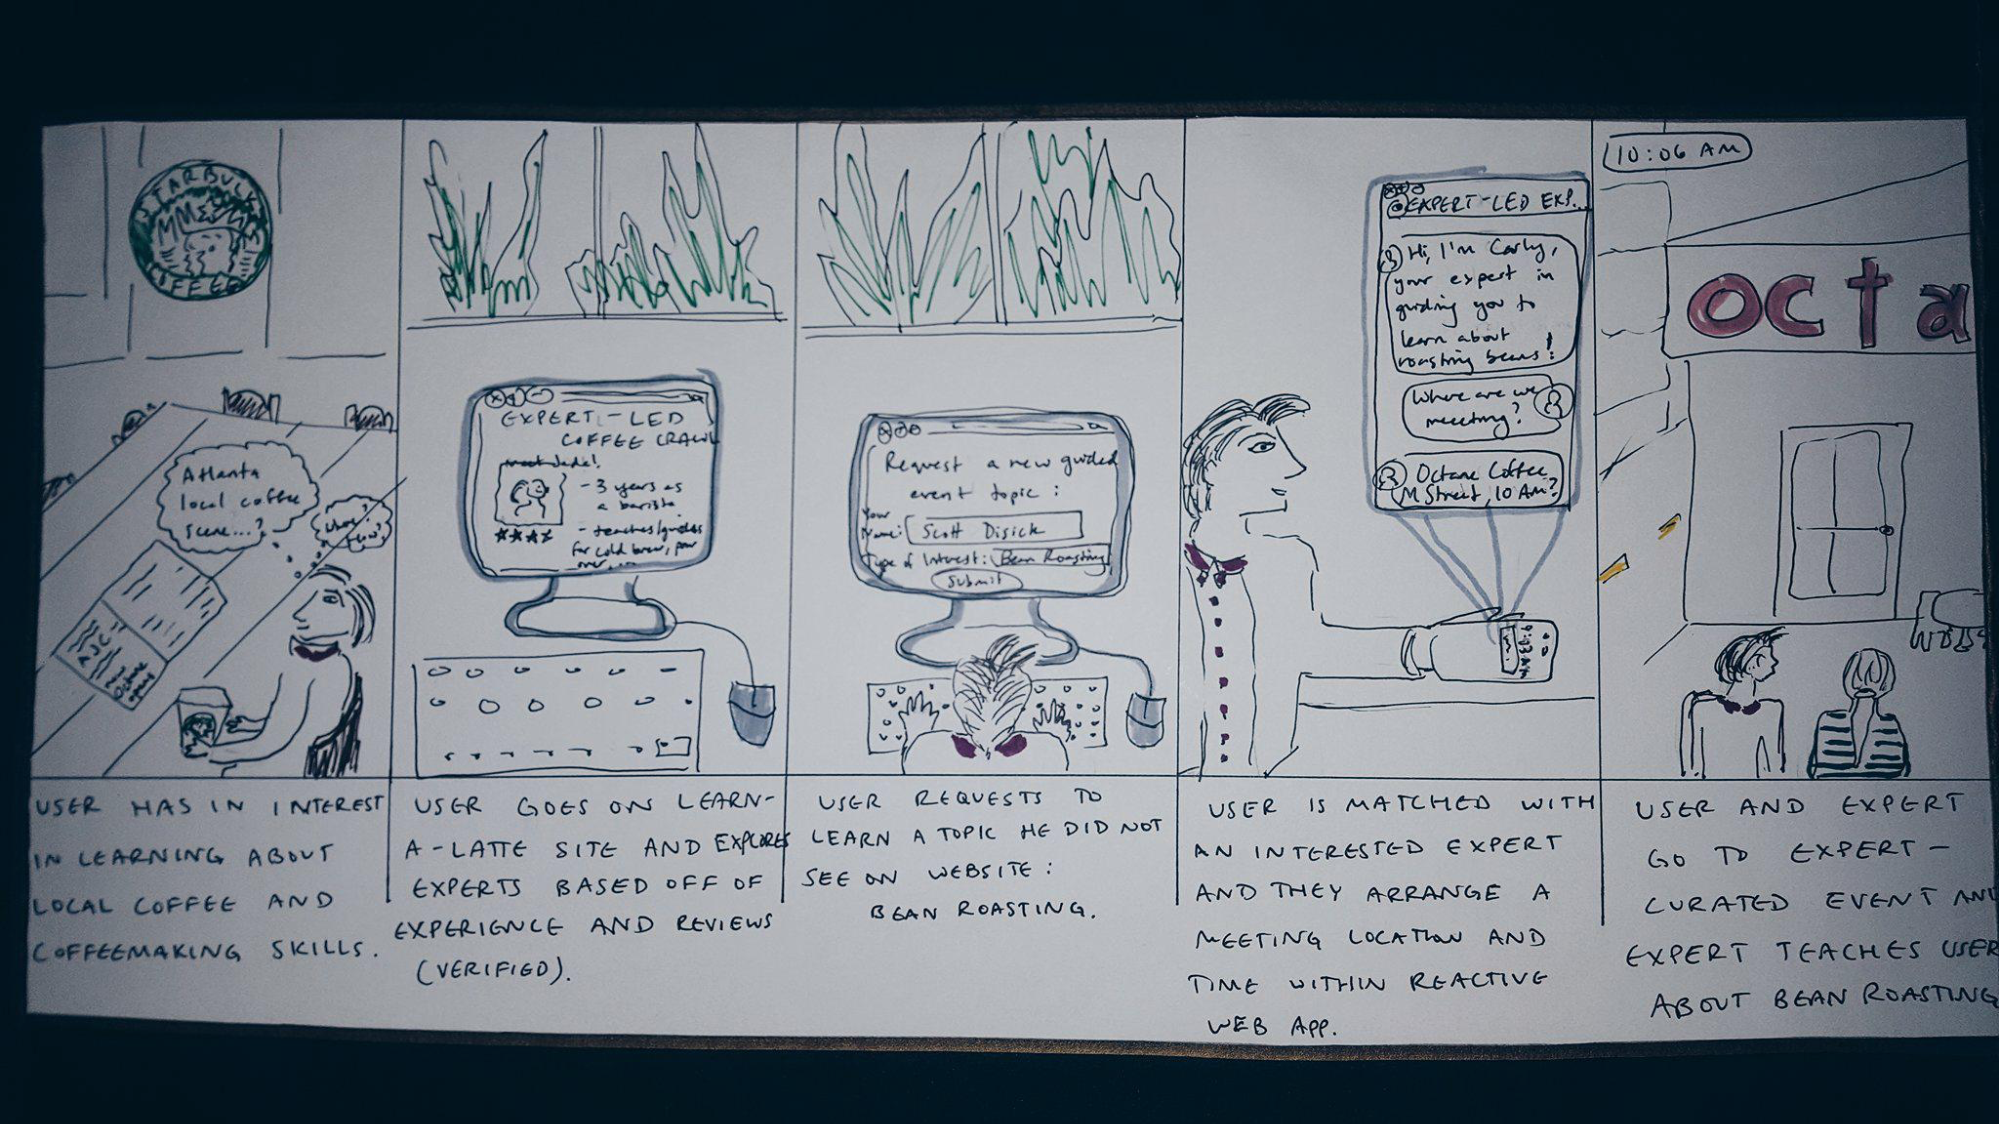 STARBUCKS
COFFEE
Atlanta
local coffee
scene...?
where?
how?
AJC
new
Octane
opening
USER HAS IN INTEREST
IN LEARNING ABOUT
LOCAL COFFEE AND
COFFEEMAKING SKILLS.
EXPERT-LED
COFFEE CRAWL
Meet Jade!
- 3 years as
a barista
- teaches/guides
for cold brew, pour
over, ...
USER GOES ON LEARN-
A-LATTE SITE AND EXPLORES
EXPERTS BASED OFF OF
EXPERIENCE AND REVIEWS
(VERIFIED).
Request a new guided
event topic:
Your
Name: Scott Disick
Type of Interest: Bean Roasting
Submit
USER REQUESTS TO
LEARN A TOPIC HE DID NOT
SEE ON WEBSITE:
BEAN ROASTING.
EXPERT-LED EXP...
Hi, I'm Carly,
your expert in
guiding you to
learn about
roasting beans!
Where are we
meeting?
Octane Coffee,
M Street, 10 AM?
USER IS MATCHED WITH
AN INTERESTED EXPERT
AND THEY ARRANGE A
MEETING LOCATION AND
TIME WITHIN REACTIVE
WEB APP.
10:06 AM
octa
USER AND EXPERT
GO TO EXPERT-
CURATED EVENT AND
EXPERT TEACHES USER
ABOUT BEAN ROASTING